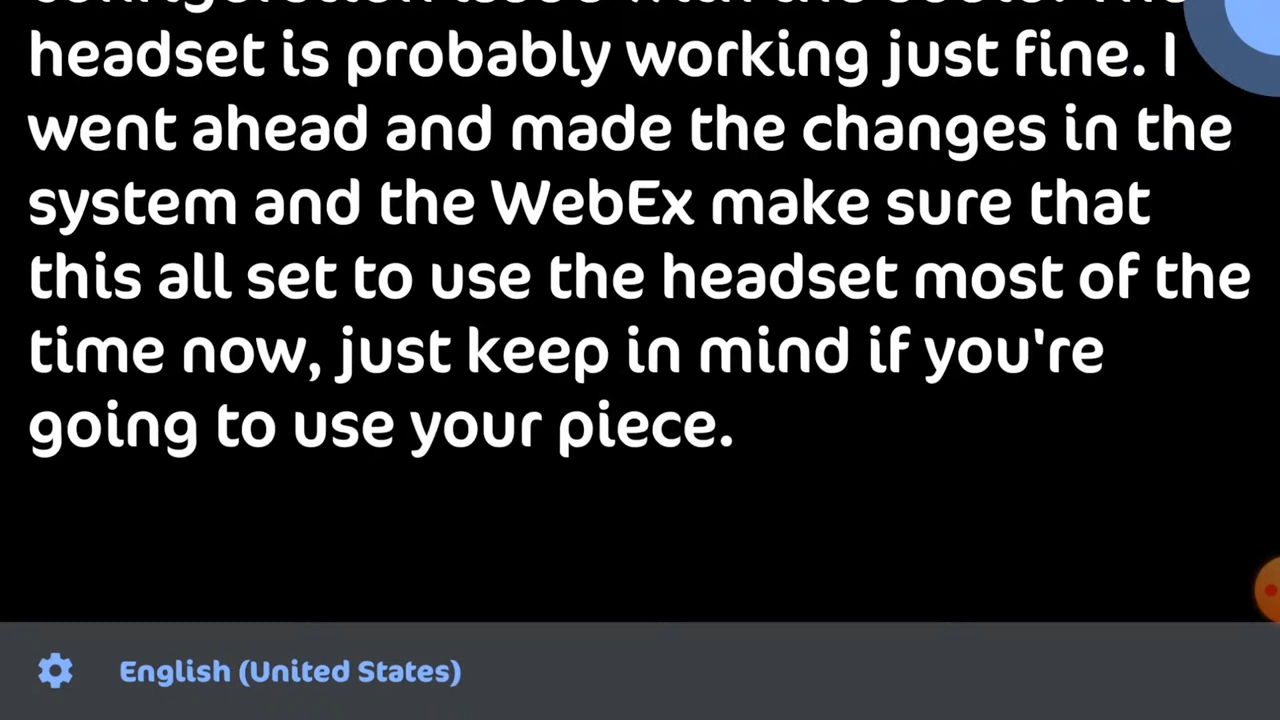 headset is probably working just fine. I
went ahead and made the changes in the
system and the WebEx make sure that
this all set to use the headset most of the
time now, just keep in mind if you're
going to use your piece.
English (United States)